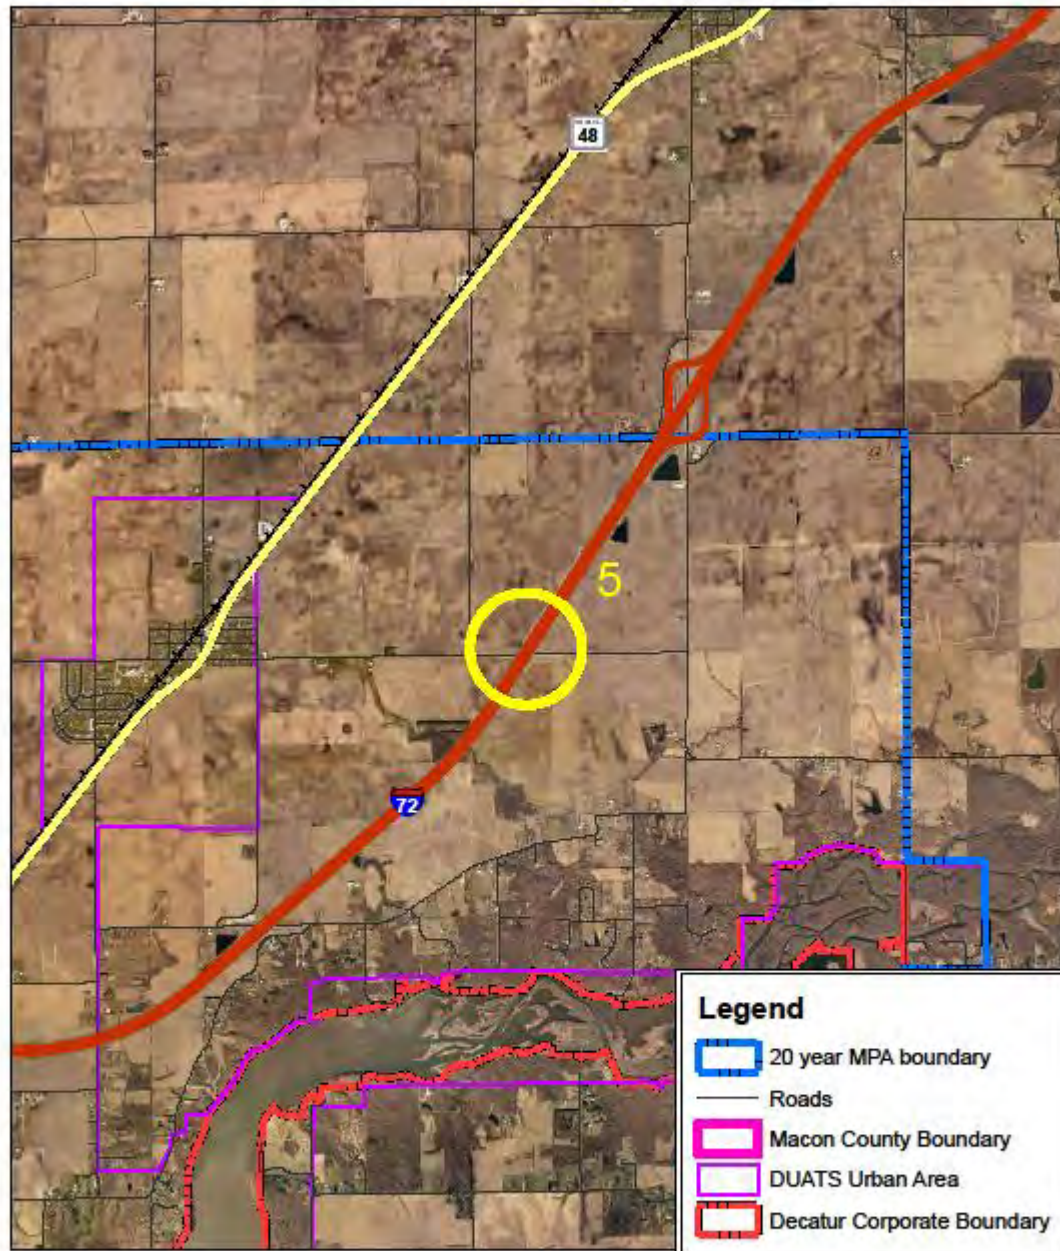 48
5
72
Legend
20 year MPA boundary
Roads
Macon County Boundary
DUATS Urban Area
Decatur Corporate Boundary